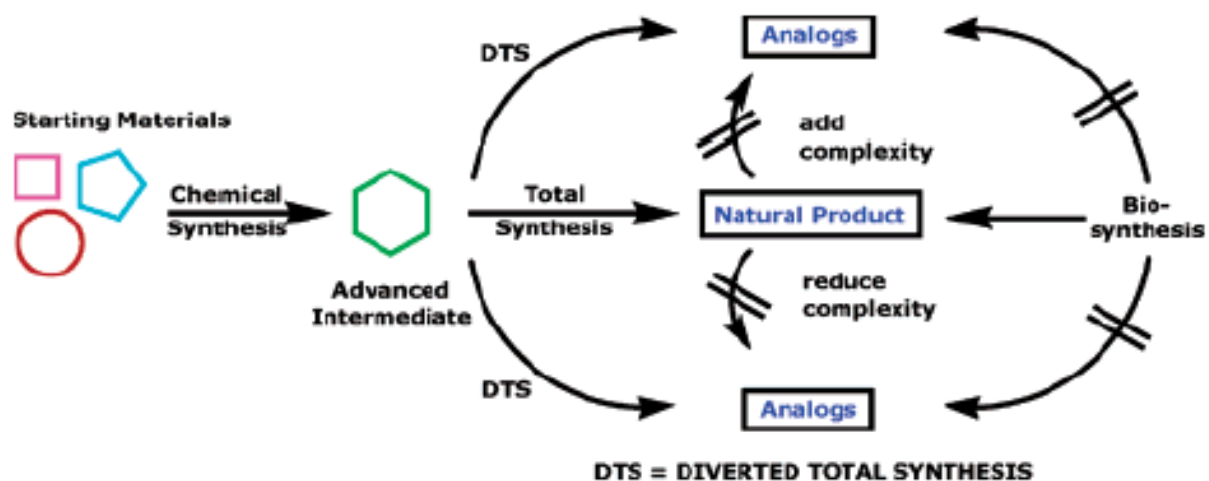 Analogs
DTS
Starting Materials
add
complexity
Chemical
Synthesis
Total
Synthesis
Natural Product
Bio-
synthesis
Advanced
Intermediate
reduce
complexity
DTS
Analogs
DTS = DIVERTED TOTAL SYNTHESIS